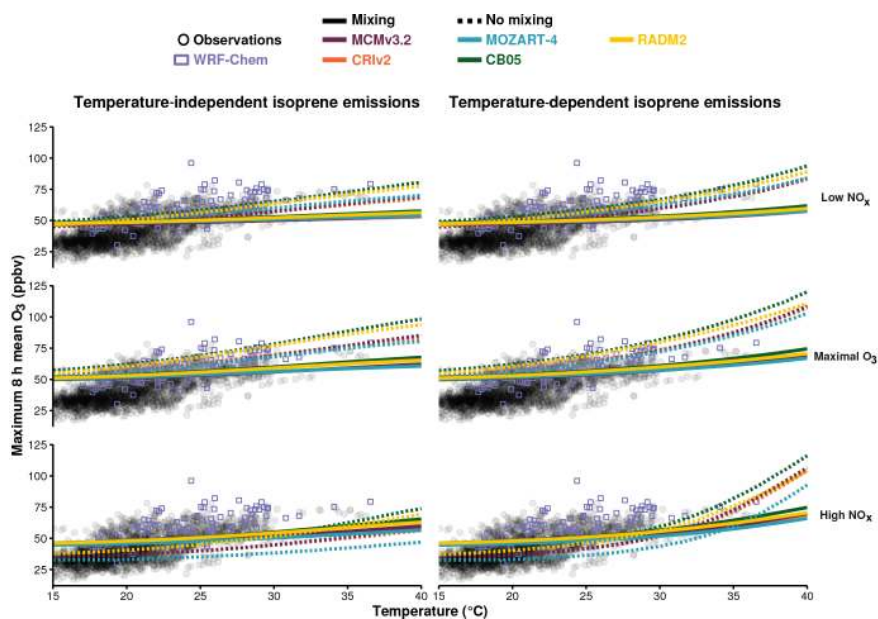 Mixing No mixing
Observations MCMv3.2 MOZART-4 RADM2
WRF-Chem CRIv2 CB05
Temperature-independent isoprene emissions Temperature-dependent isoprene emissions
Maximum 8 h mean O3 (ppbv)
125
100
75
50
25
Low NOx
125
100
75
50
25
Maximal O3
125
100
75
50
25
High NOx
15 20 25 30 35 40 15 20 25 30 35 40
Temperature (°C)